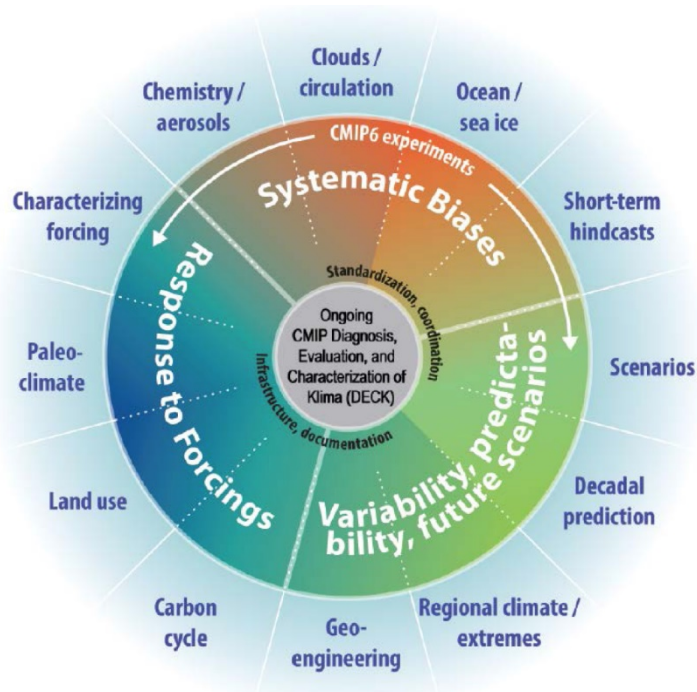 Clouds /
circulation
Ocean /
sea ice
Short-term
hindcasts
Scenarios
Decadal
prediction
Regional climate /
extremes
Geo-
engineering
Carbon
cycle
Land use
Paleo-
climate
Characterizing
forcing
Chemistry /
aerosols
CMIP6 experiments
Systematic Biases
Variability, predicta-
bility, future scenarios
Response to Forcings
Standardization, coordination
Infrastructure, documentation
Ongoing
CMIP Diagnosis,
Evaluation, and
Characterization of
Klima (DECK)